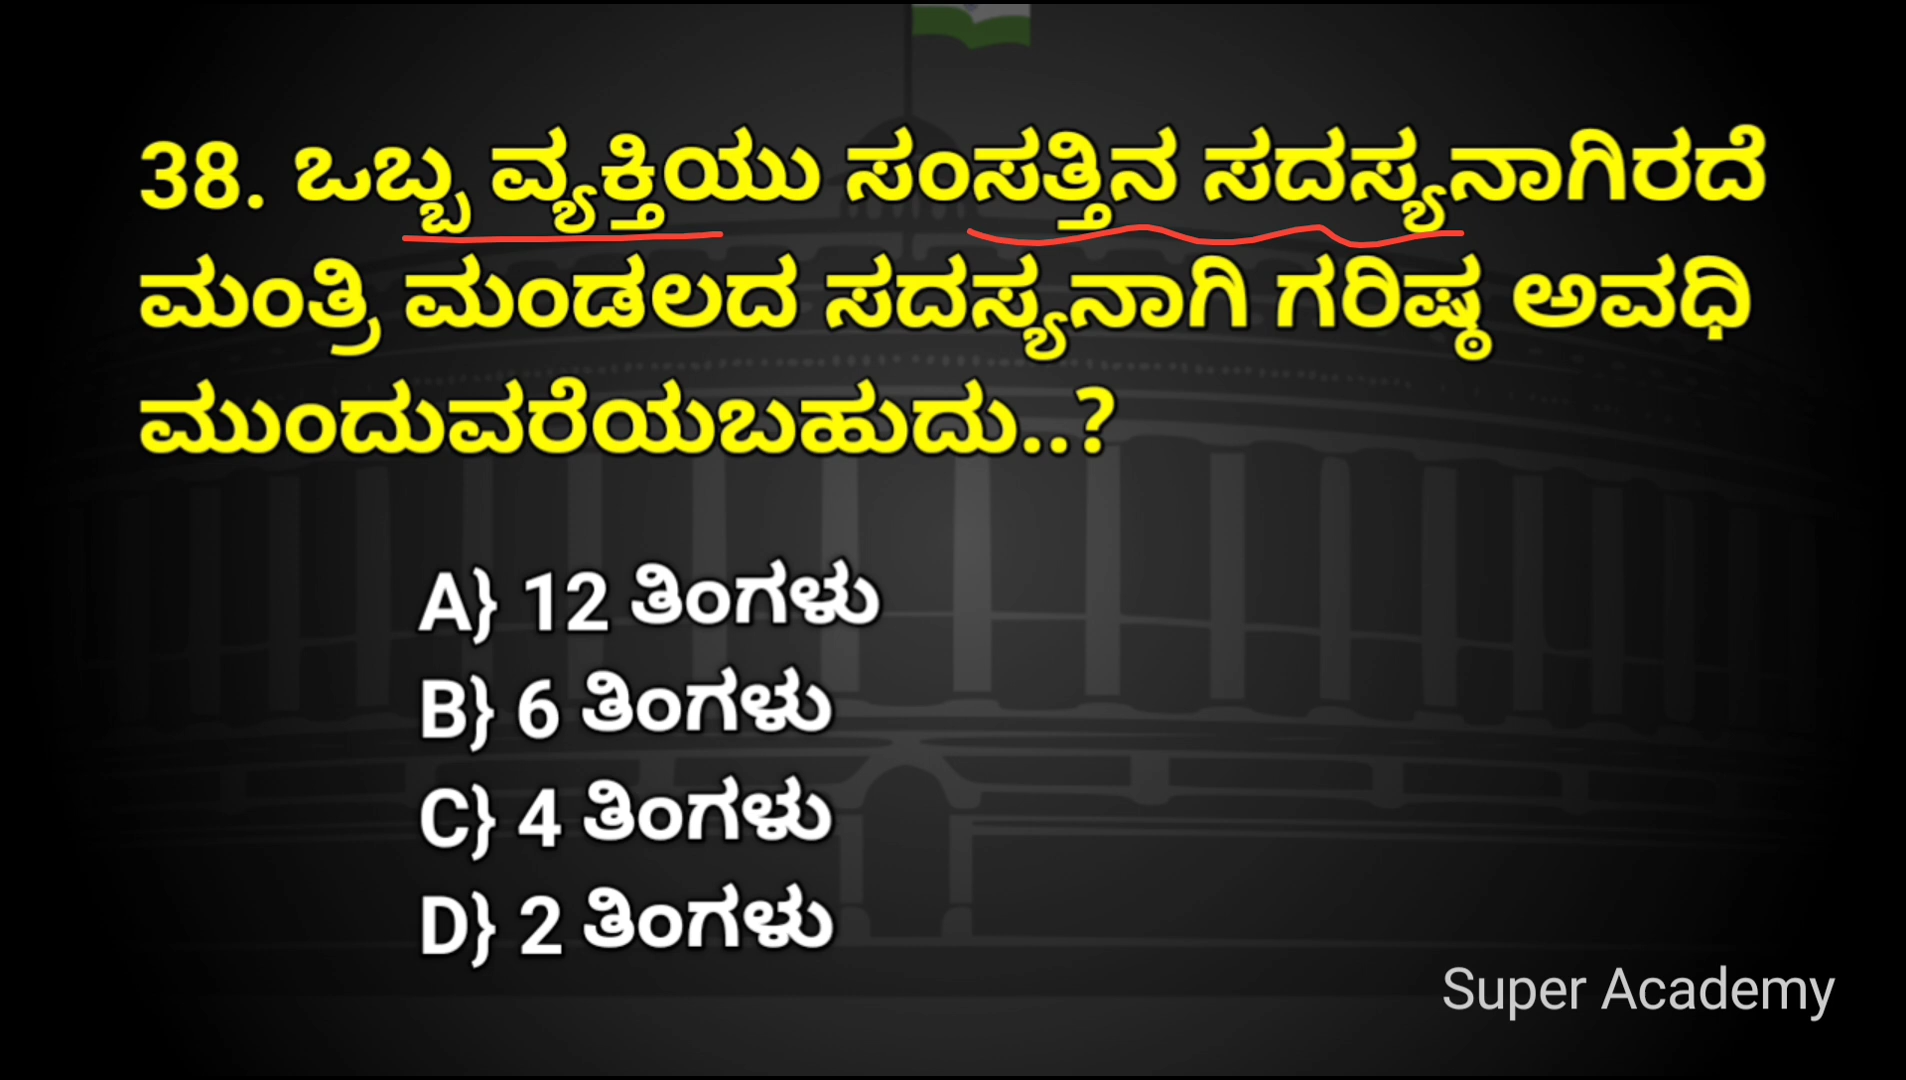 38. ಒಬ್ಬ ವ್ಯಕ್ತಿಯು ಸಂಸತ್ತಿನ ಸದಸ್ಯನಾಗಿರದೆ
ಮಂತ್ರಿ ಮಂಡಲದ ಸದಸ್ಯನಾಗಿ ಗರಿಷ್ಠ ಅವಧಿ
ಮುಂದುವರೆಯಬಹುದು..?
A} 12 ತಿಂಗಳು
B} 6 ತಿಂಗಳು
C} 4 ತಿಂಗಳು
D} 2 ತಿಂಗಳು
Super Academy